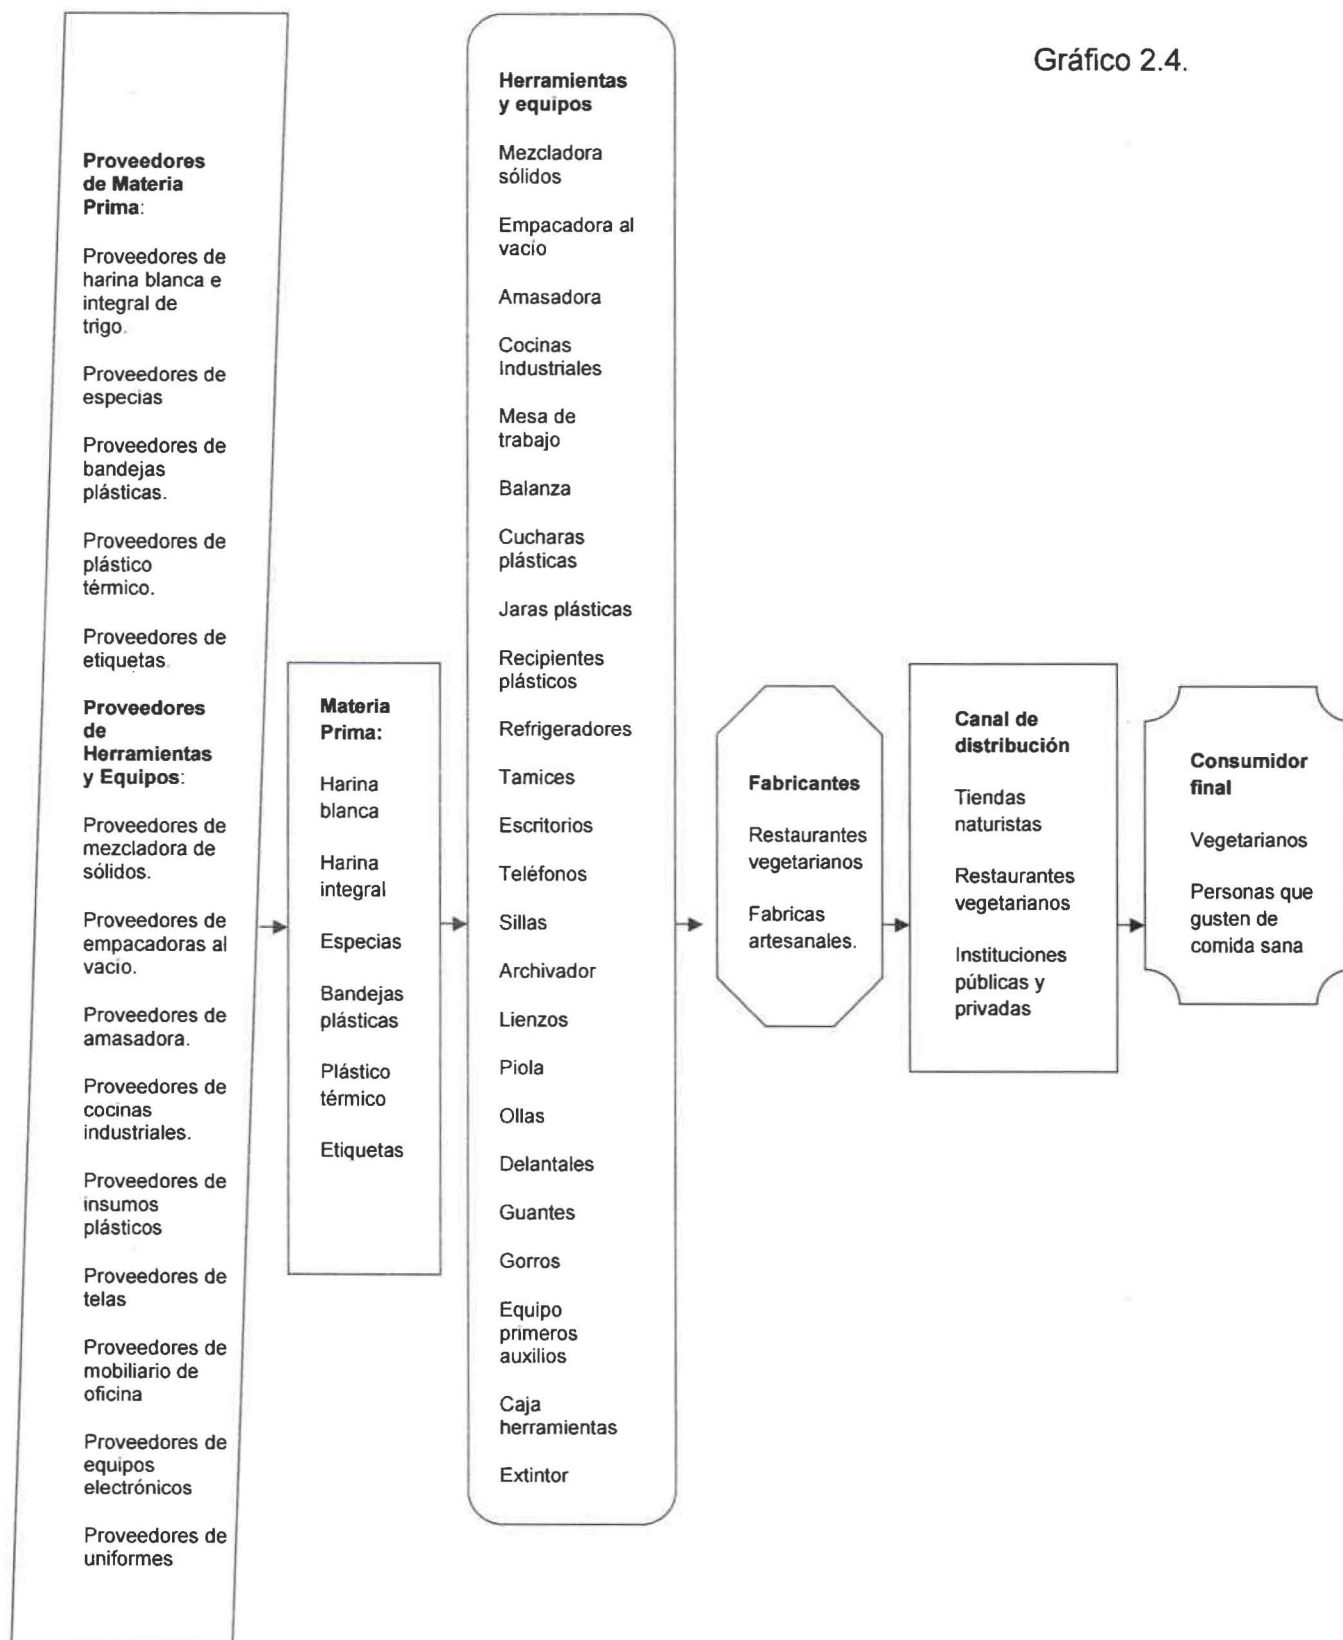 Gráfico 2.4.
Proveedores
de Materia
Prima:
Proveedores de
harina blanca e
integral de
trigo.
Proveedores de
especias
Proveedores de
bandejas
plásticas.
Proveedores de
plástico
térmico.
Proveedores de
etiquetas.
Proveedores
de
Herramientas
y Equipos:
Proveedores de
mezcladora de
sólidos.
Proveedores de
empacadoras al
vacío.
Proveedores de
amasadora.
Proveedores de
cocinas
industriales.
Proveedores de
insumos
plásticos
Proveedores de
telas
Proveedores de
mobiliario de
oficina
Proveedores de
equipos
electrónicos
Proveedores de
uniformes
Materia
Prima:
Harina
blanca
Harina
integral
Especias
Bandejas
plásticas
Plástico
térmico
Etiquetas
Herramientas
y equipos
Mezcladora
sólidos
Empacadora al
vacío
Amasadora
Cocinas
Industriales
Mesa de
trabajo
Balanza
Cucharas
plásticas
Jaras plásticas
Recipientes
plásticos
Refrigeradores
Tamices
Escritorios
Teléfonos
Sillas
Archivador
Lienzos
Piola
Ollas
Delantales
Guantes
Gorros
Equipo
primeros
auxilios
Caja
herramientas
Extintor
Fabricantes
Restaurantes
vegetarianos
Fabricas
artesanales.
Canal de
distribución
Tiendas
naturistas
Restaurantes
vegetarianos
Instituciones
públicas y
privadas
Consumidor
final
Vegetarianos
Personas que
gusten de
comida sana